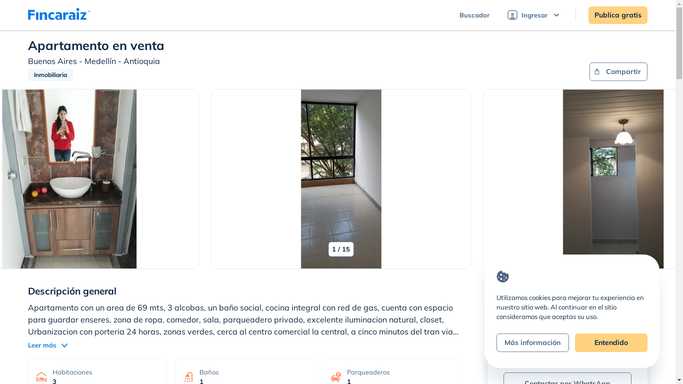 Fincaraiz
Buscador
Ingresar
Publica gratis
Apartamento en venta
Buenos Aires - Medellín - Antioquia
Inmobiliaria
Compartir
1 / 15
Descripción general
Apartamento con un area de 69 mts, 3 alcobas, un baño social, cocina integral con red de gas, cuenta con espacio
para guardar enseres, zona de ropa, comedor, sala, parqueadero privado, excelente iluminacion natural, closet,
Urbanizacion con porteria 24 horas, zonas verdes, cerca al centro comercial la central, a cinco minutos del tran via...
Leer más
Habitaciones
3
Baños
1
Parqueaderos
1
Utilizamos cookies para mejorar tu experiencia en
nuestro sitio web. Al continuar en el sitio
consideramos que aceptas su uso.
Más información
Entendido
Contactar por WhatsApp